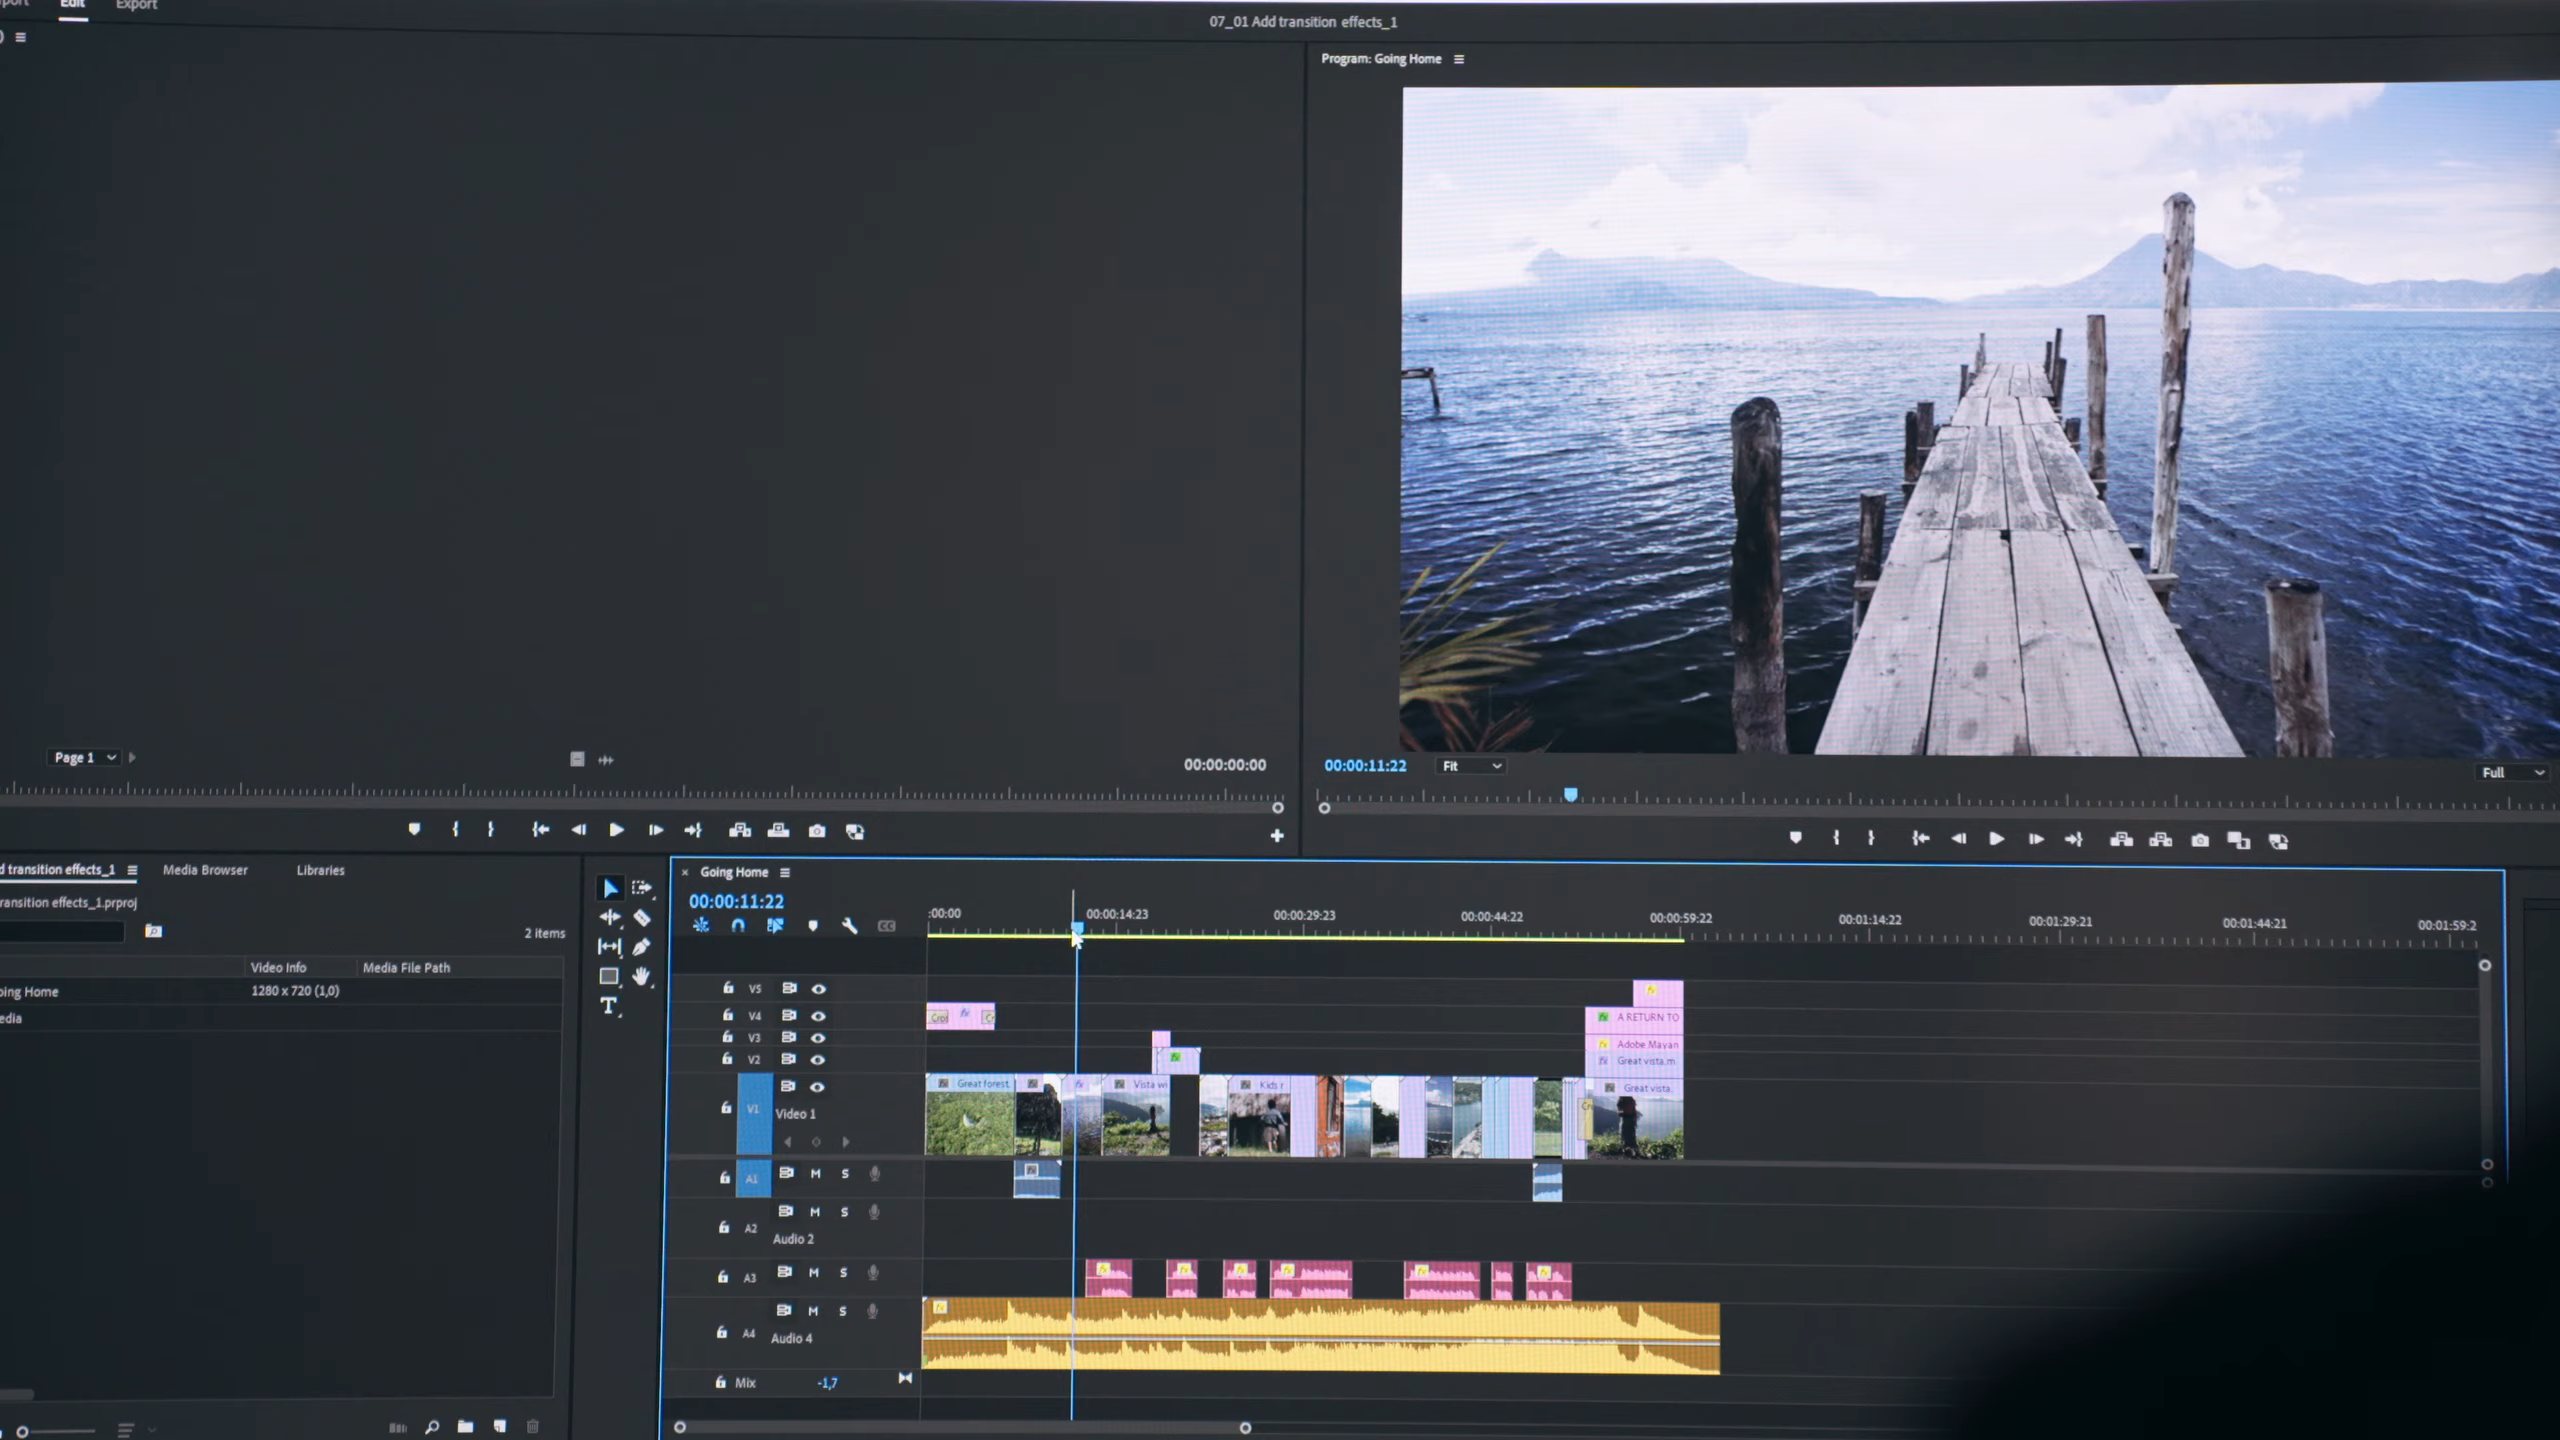 Edit
Export
07_01 Add transition effects_1
Program: Going Home
Page 1
00:00:00:00
00:00:11:22
Fit
Full
d transition effects_1
Media Browser
Libraries
ransition effects_1.prproj
2 items
Video Info
Media File Path
oing Home
1280 x 720 (1,0)
edia
T
× Going Home
00:00:11:22
CC
:00:00
00:00:14:23
00:00:29:23
00:00:44:22
00:00:59:22
00:01:14:22
00:01:29:21
00:01:44:21
00:01:59:2
V5
fx
V4
Cros
fx
A RETURN TO
V3
Adobe Mayan
V2
fx
fx
Great vista.m
V1
Video 1
Great forest.
Vista wi
Kids r
Great vista.
A1
M
S
A2
M
S
Audio 2
A3
M
S
A4
M
S
Audio 4
Mix
-1,7